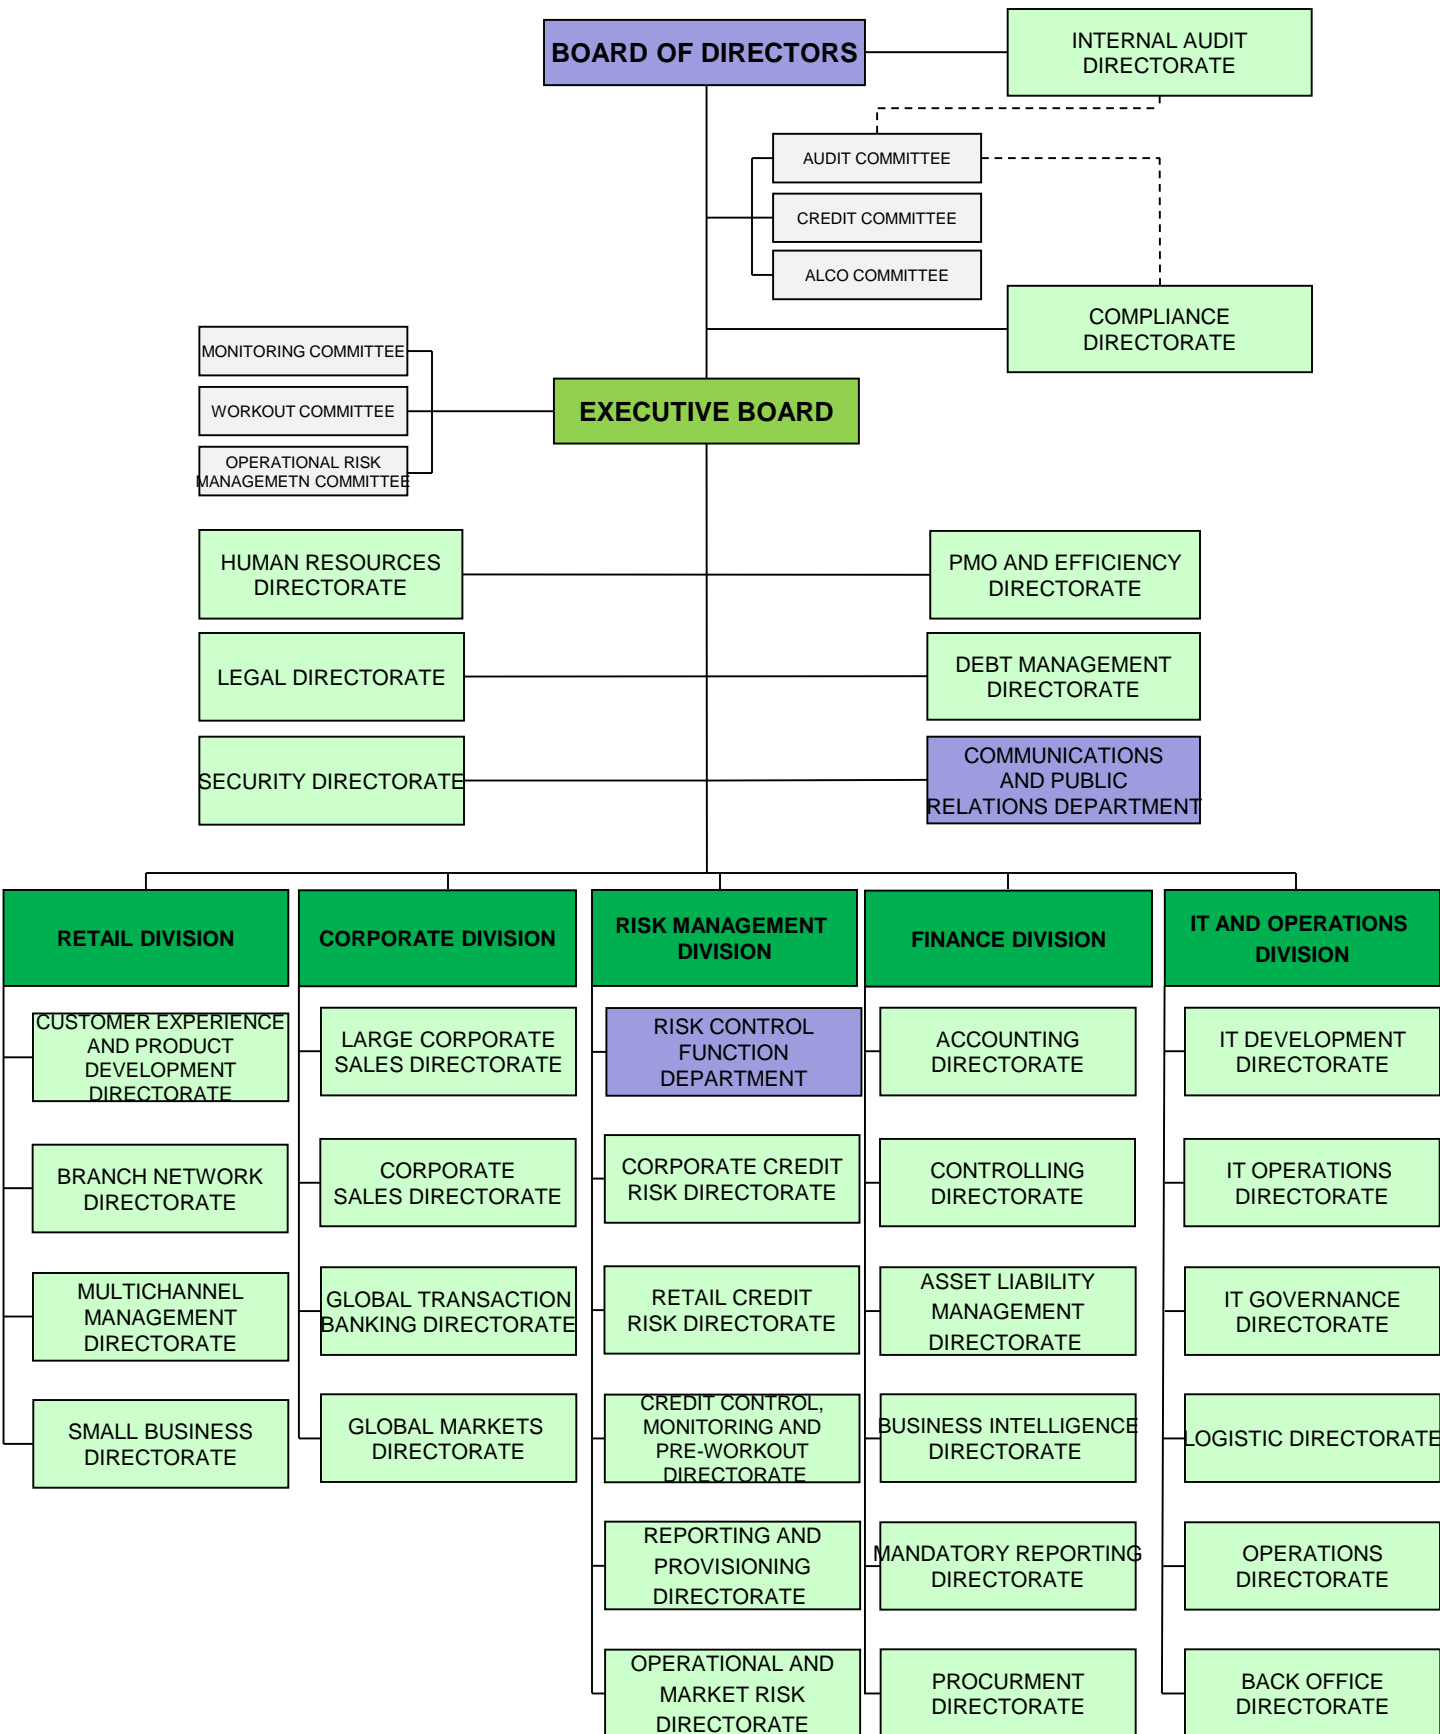 BOARD OF DIRECTORS
INTERNAL AUDIT
DIRECTORATE
AUDIT COMMITTEE
CREDIT COMMITTEE
ALCO COMMITTEE
COMPLIANCE
DIRECTORATE
MONITORING COMMITTEE
WORKOUT COMMITTEE
OPERATIONAL RISK
MANAGEMETN COMMITTEE
EXECUTIVE BOARD
HUMAN RESOURCES
DIRECTORATE
PMO AND EFFICIENCY
DIRECTORATE
LEGAL DIRECTORATE
DEBT MANAGEMENT
DIRECTORATE
SECURITY DIRECTORATE
COMMUNICATIONS
AND PUBLIC
RELATIONS DEPARTMENT
RETAIL DIVISION
CUSTOMER EXPERIENCE
AND PRODUCT
DEVELOPMENT
DIRECTORATE
BRANCH NETWORK
DIRECTORATE
MULTICHANNEL
MANAGEMENT
DIRECTORATE
SMALL BUSINESS
DIRECTORATE
CORPORATE DIVISION
LARGE CORPORATE
SALES DIRECTORATE
CORPORATE
SALES DIRECTORATE
GLOBAL TRANSACTION
BANKING DIRECTORATE
GLOBAL MARKETS
DIRECTORATE
RISK MANAGEMENT
DIVISION
RISK CONTROL
FUNCTION
DEPARTMENT
CORPORATE CREDIT
RISK DIRECTORATE
RETAIL CREDIT
RISK DIRECTORATE
CREDIT CONTROL,
MONITORING AND
PRE-WORKOUT
DIRECTORATE
REPORTING AND
PROVISIONING
DIRECTORATE
OPERATIONAL AND
MARKET RISK
DIRECTORATE
FINANCE DIVISION
ACCOUNTING
DIRECTORATE
CONTROLLING
DIRECTORATE
ASSET LIABILITY
MANAGEMENT
DIRECTORATE
BUSINESS INTELLIGENCE
DIRECTORATE
MANDATORY REPORTING
DIRECTORATE
PROCURMENT
DIRECTORATE
IT AND OPERATIONS
DIVISION
IT DEVELOPMENT
DIRECTORATE
IT OPERATIONS
DIRECTORATE
IT GOVERNANCE
DIRECTORATE
LOGISTIC DIRECTORATE
OPERATIONS
DIRECTORATE
BACK OFFICE
DIRECTORATE